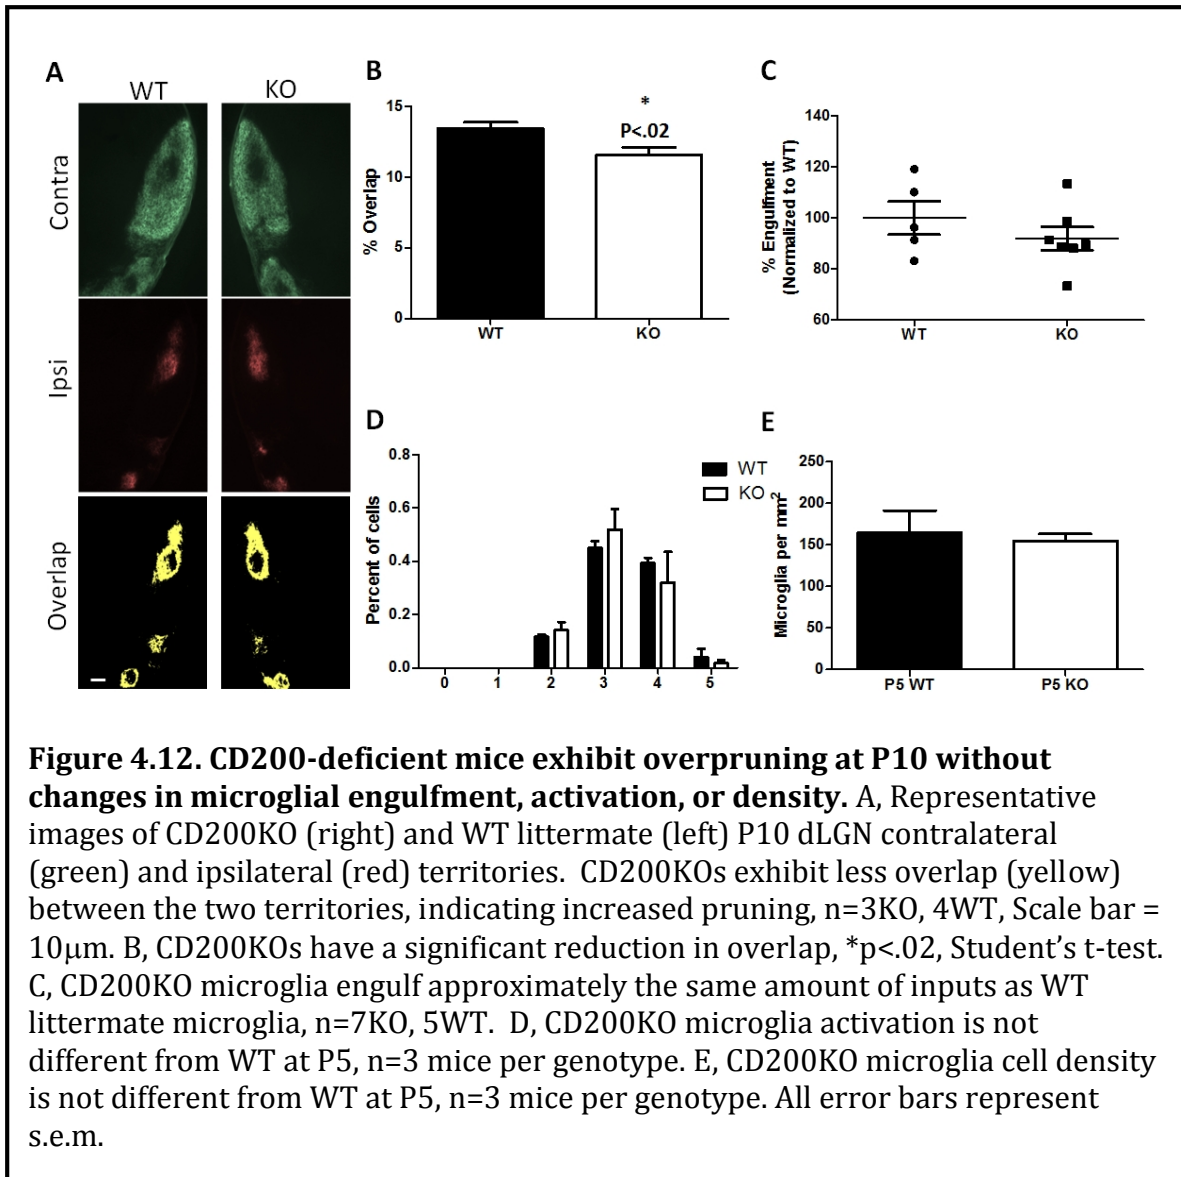 A
WT
KO
Contra
Ipsi
Overlap
B
% Overlap
15
10
5
0
*
P<.02
WT
KO
C
% Engulfment
(Normalized to WT)
140
120
100
80
60
WT
KO
D
Percent of cells
0.8
0.6
0.4
0.2
0.0
0 1 2 3 4 5
WT
KO
E
Microglia per mm2
250
200
150
100
50
0
P5 WT
P5 KO
Figure 4.12. CD200-deficient mice exhibit overpruning at P10 without
changes in microglial engulfment, activation, or density. A, Representative
images of CD200KO (right) and WT littermate (left) P10 dLGN contralateral
(green) and ipsilateral (red) territories.  CD200KOs exhibit less overlap (yellow)
between the two territories, indicating increased pruning, n=3KO, 4WT, Scale bar =
10μm. B, CD200KOs have a significant reduction in overlap, *p<.02, Student’s t-test.
C, CD200KO microglia engulf approximately the same amount of inputs as WT
littermate microglia, n=7KO, 5WT.  D, CD200KO microglia activation is not
different from WT at P5, n=3 mice per genotype. E, CD200KO microglia cell density
is not different from WT at P5, n=3 mice per genotype. All error bars represent
s.e.m.